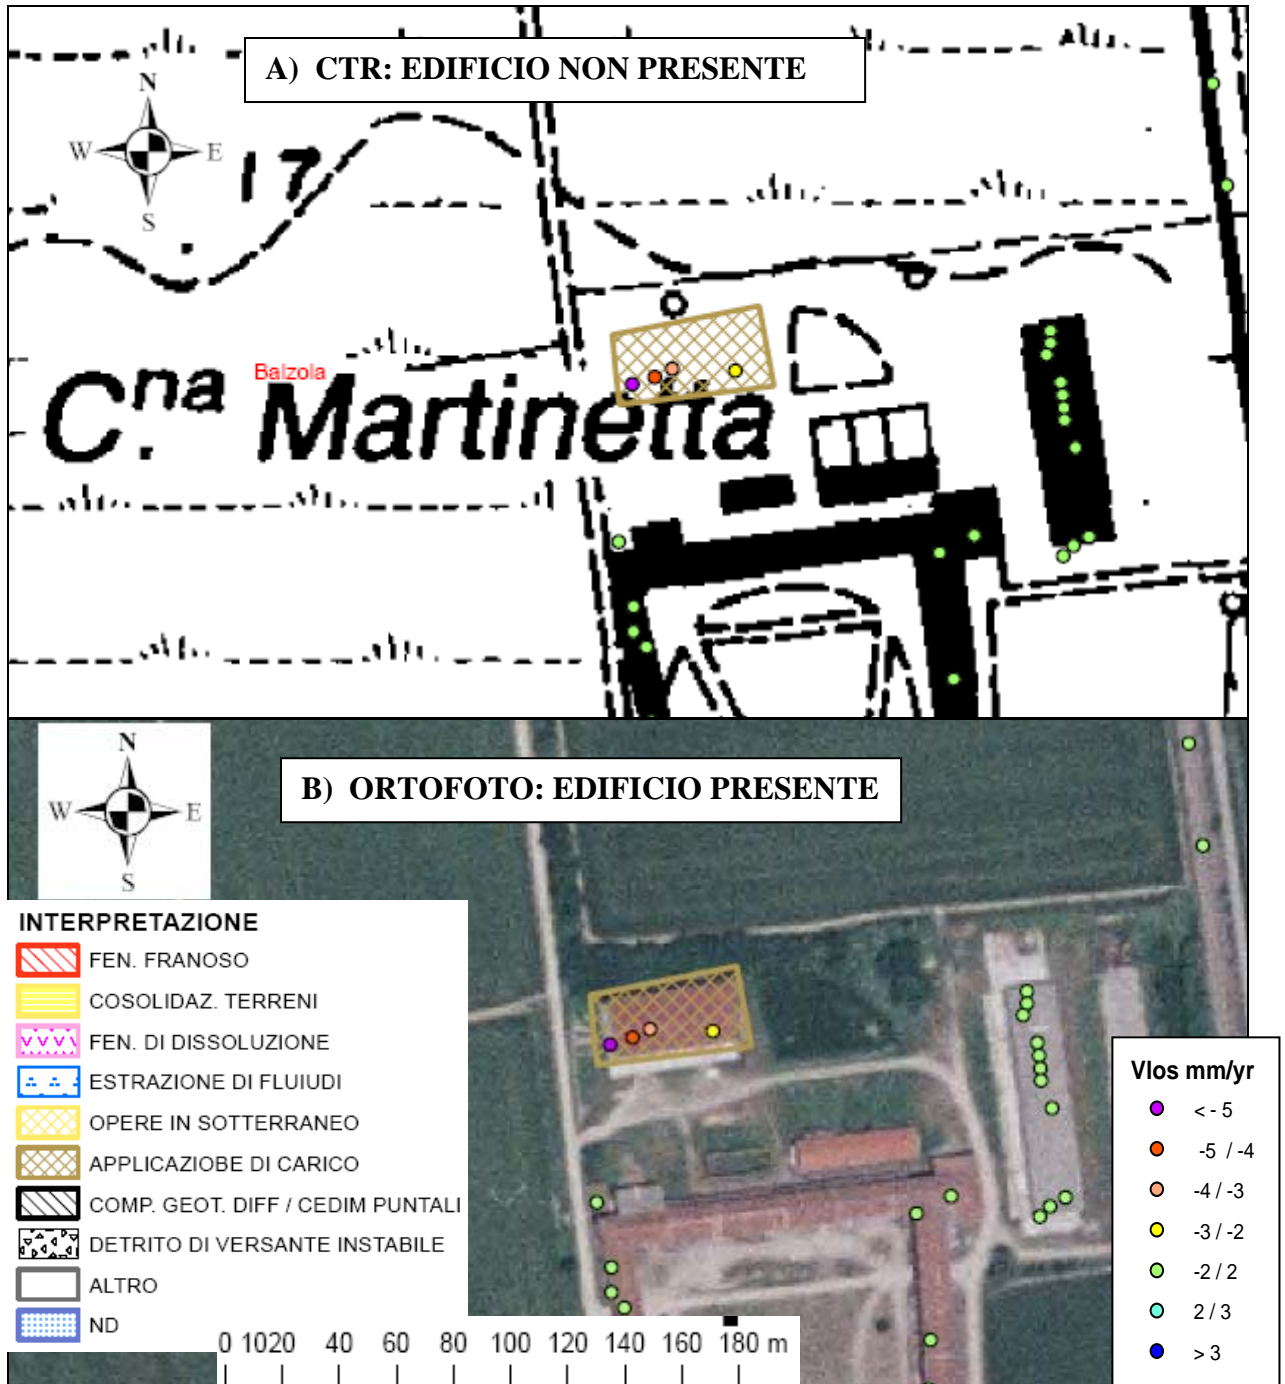 A) CTR: EDIFICIO NON PRESENTE
N
W E
S
17
Balzola
C.na Martinetta
B) ORTOFOTO: EDIFICIO PRESENTE
N
W E
S
INTERPRETAZIONE
FEN. FRANOSO
COSOLIDAZ. TERRENI
FEN. DI DISSOLUZIONE
ESTRAZIONE DI FLUIUDI
OPERE IN SOTTERRANEO
APPLICAZIOBE DI CARICO
COMP. GEOT. DIFF / CEDIM PUNTALI
DETRITO DI VERSANTE INSTABILE
ALTRO
ND
0 1020 40 60 80 100 120 140 160 180 m
Vlos mm/yr
< - 5
-5 / -4
-4 / -3
-3 / -2
-2 / 2
2 / 3
> 3